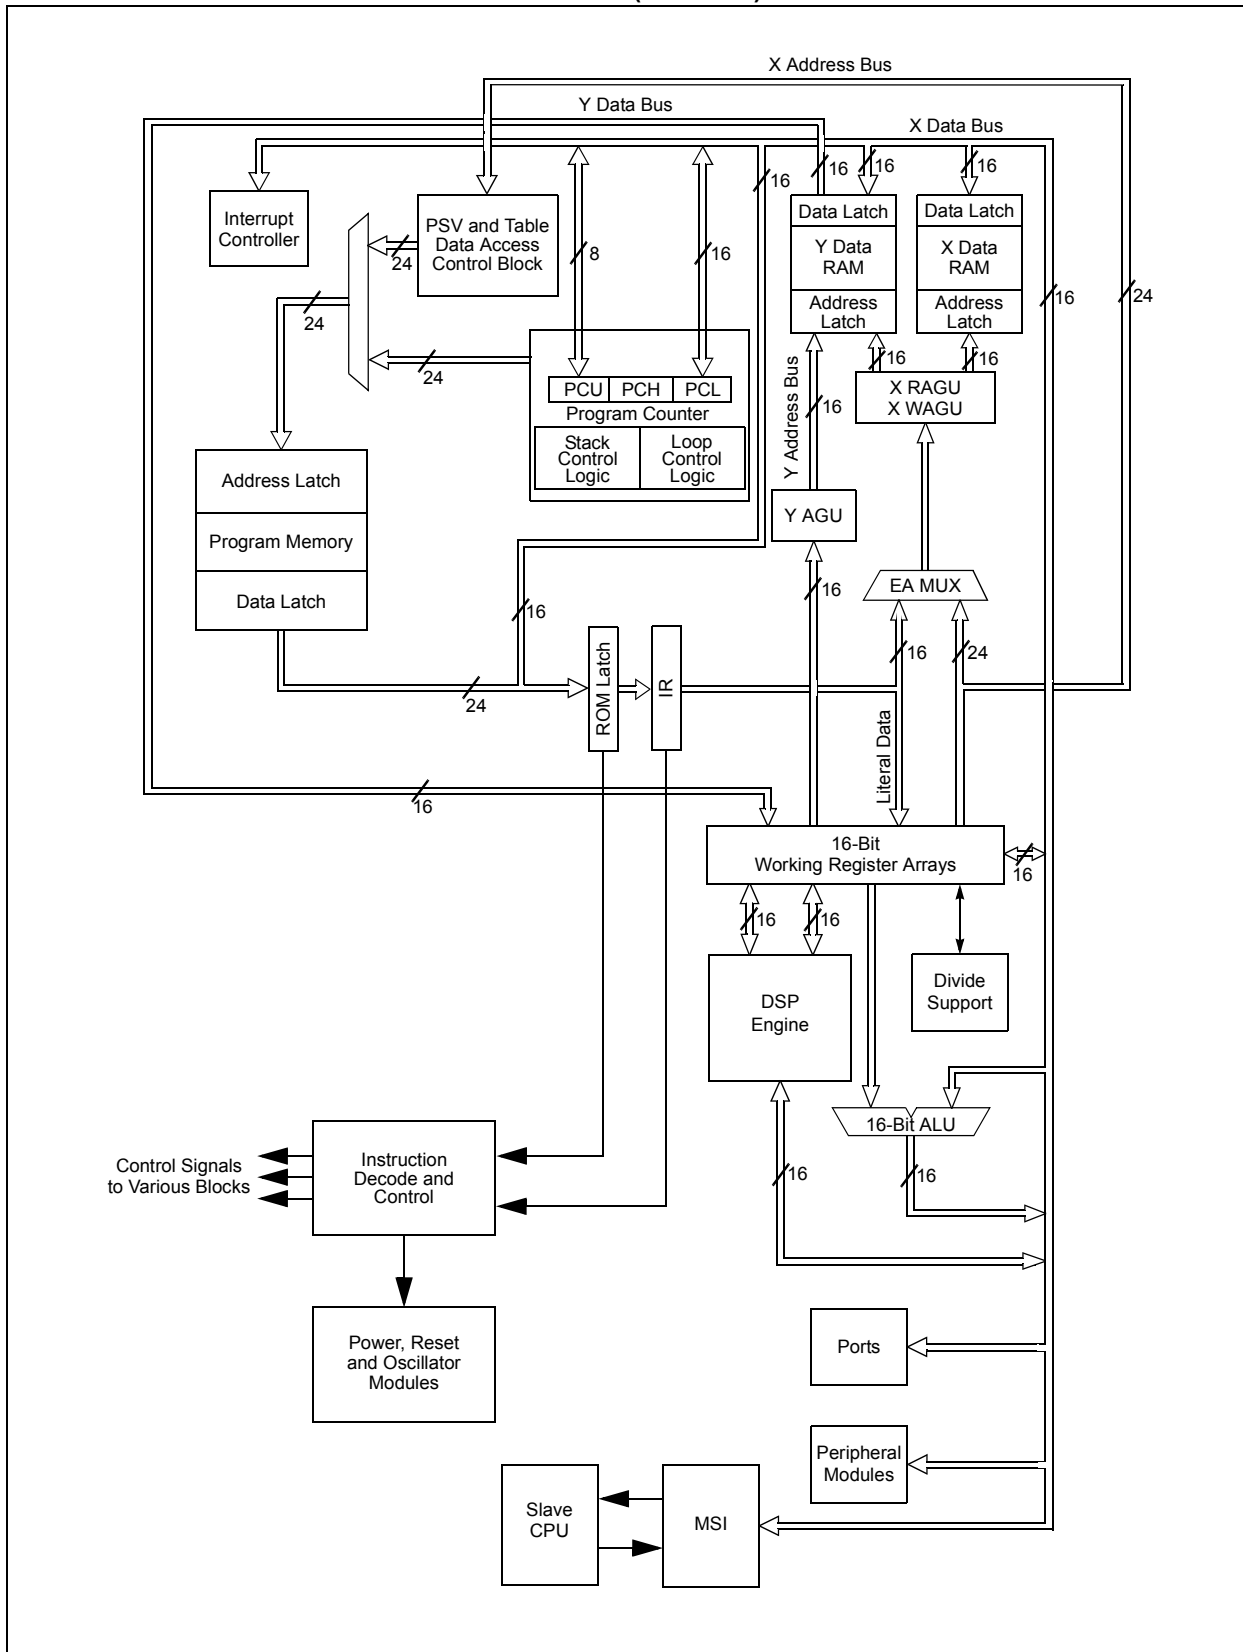 X Address Bus
Y Data Bus
X Data Bus
16
16
16
16
Interrupt
Controller
PSV and Table
Data Access
Control Block
24
8
16
Data Latch
Y Data
RAM
Address
Latch
Data Latch
X Data
RAM
Address
Latch
16
24
24
24
16
16
PCU
PCH
PCL
Program Counter
Stack
Control
Logic
Loop
Control
Logic
X RAGU
X WAGU
Y Address Bus
16
Address Latch
Program Memory
Data Latch
Y AGU
16
EA MUX
16
16
24
24
ROM Latch
IR
Literal Data
16
16-Bit
Working Register Arrays
16
16
16
DSP
Engine
Divide
Support
16-Bit ALU
16
16
Control Signals
to Various Blocks
Instruction
Decode and
Control
Power, Reset
and Oscillator
Modules
Ports
Peripheral
Modules
Slave
CPU
MSI